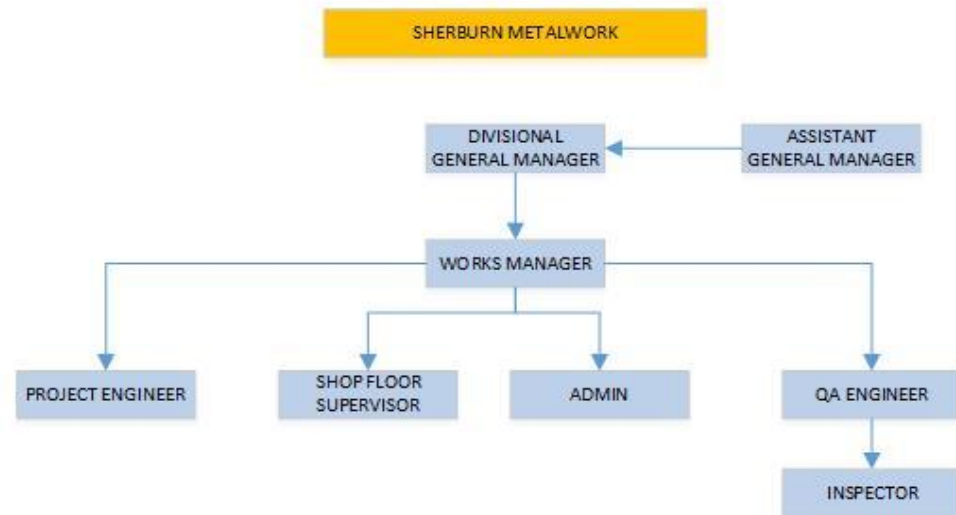 SHERBURN METALWORK
DIVISIONAL
GENERAL MANAGER
ASSISTANT
GENERAL MANAGER
WORKS MANAGER
PROJECT ENGINEER
SHOP FLOOR
SUPERVISOR
ADMIN
QA ENGINEER
INSPECTOR